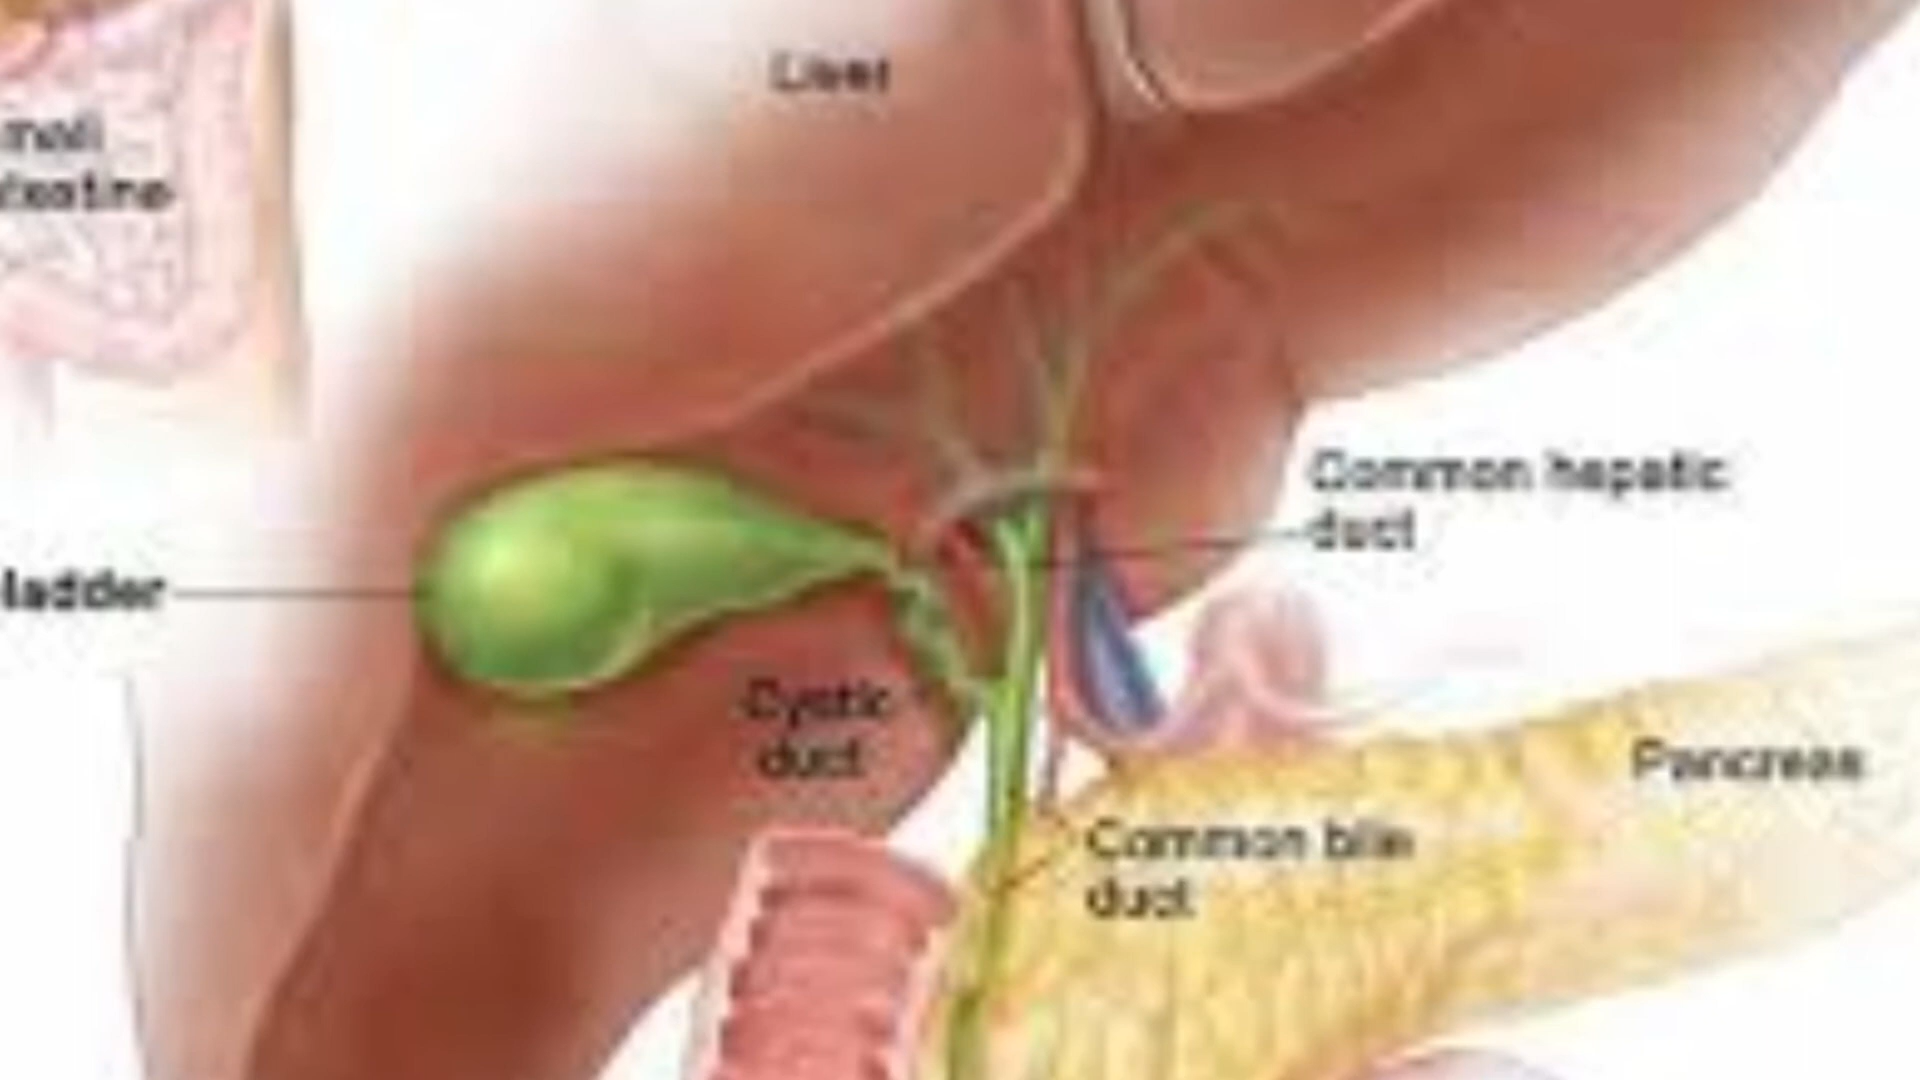 Liver
mall
testine
Common hepatic
duct
ladder
Cystic
duct
Pancreas
Common bile
duct